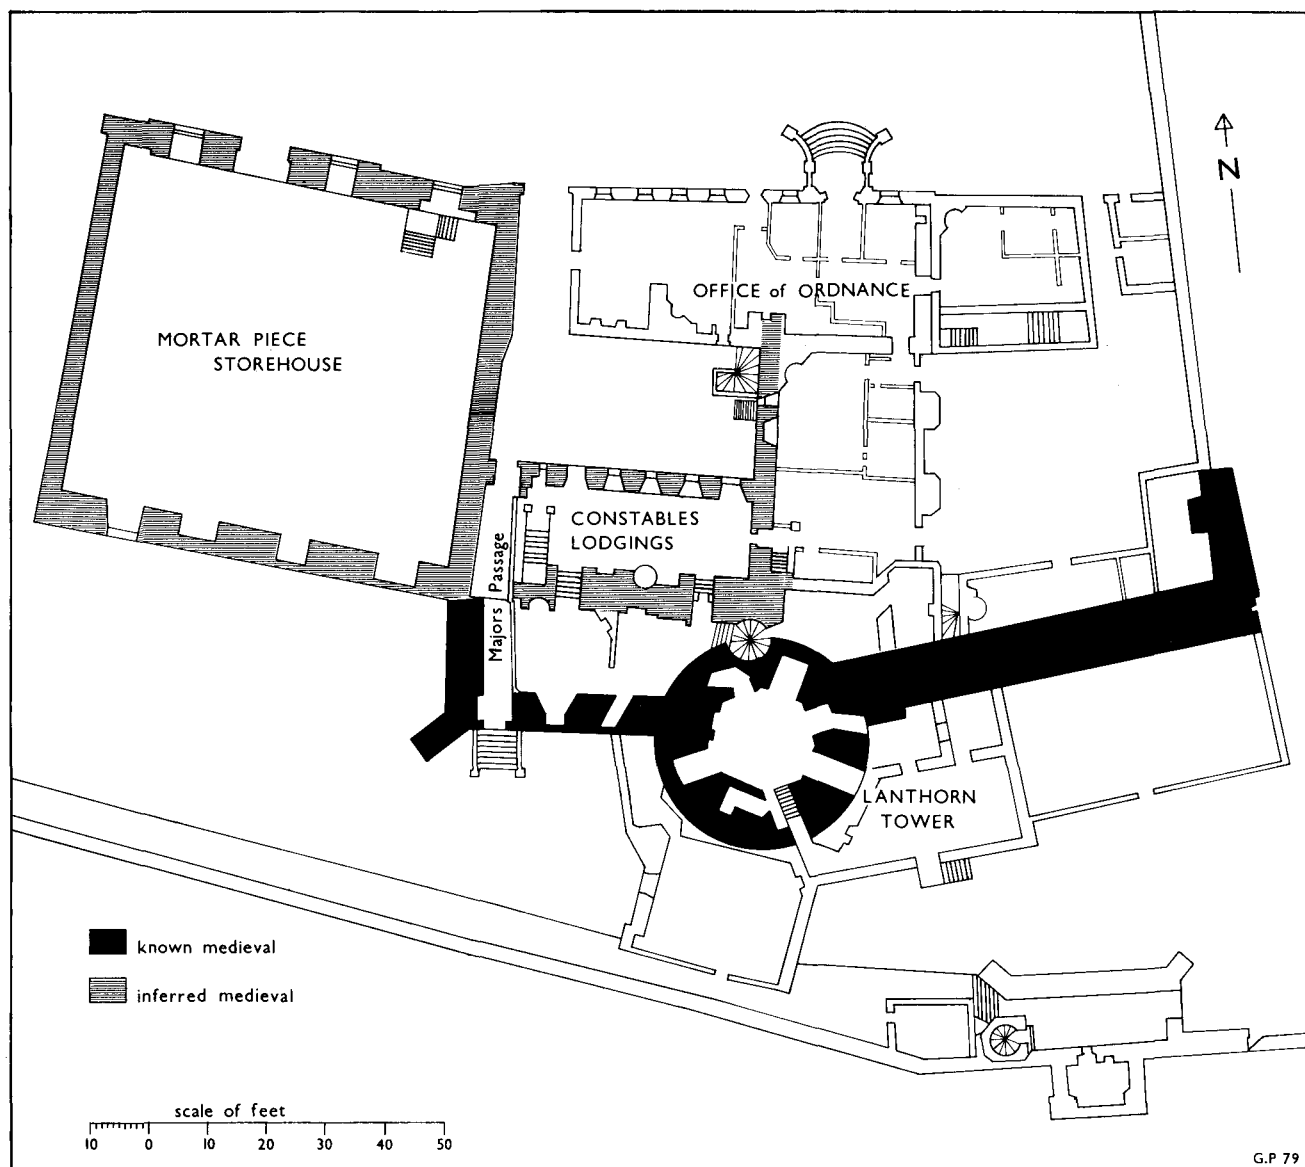 N
OFFICE of ORDNANCE
MORTAR PIECE
STOREHOUSE
CONSTABLES
LODGINGS
Majors Passage
LANTHORN
TOWER
known medieval
inferred medieval
scale of feet
10 0 10 20 30 40 50
G.P 79